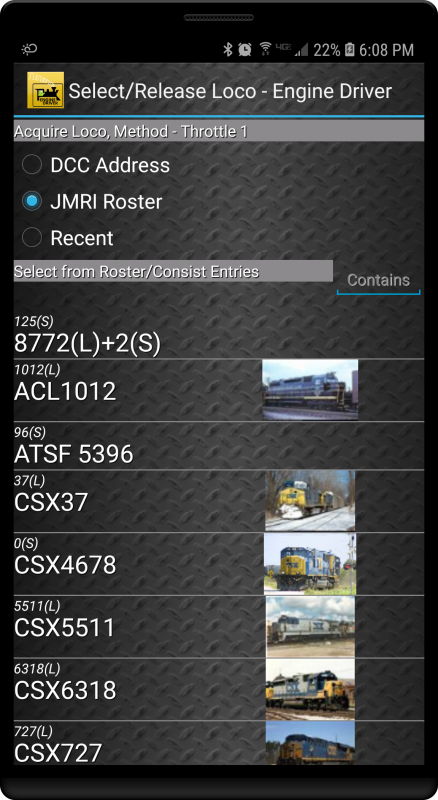 4G LTE 22% 6:08 PM
Select/Release Loco - Engine Driver
Acquire Loco, Method - Throttle 1
DCC Address
JMRI Roster
Recent
Select from Roster/Consist Entries
Contains
125(S)
8772(L)+2(S)
1012(L)
ACL1012
96(S)
ATSF 5396
37(L)
CSX37
0(S)
CSX4678
5511(L)
CSX5511
6318(L)
CSX6318
727(L)
CSX727